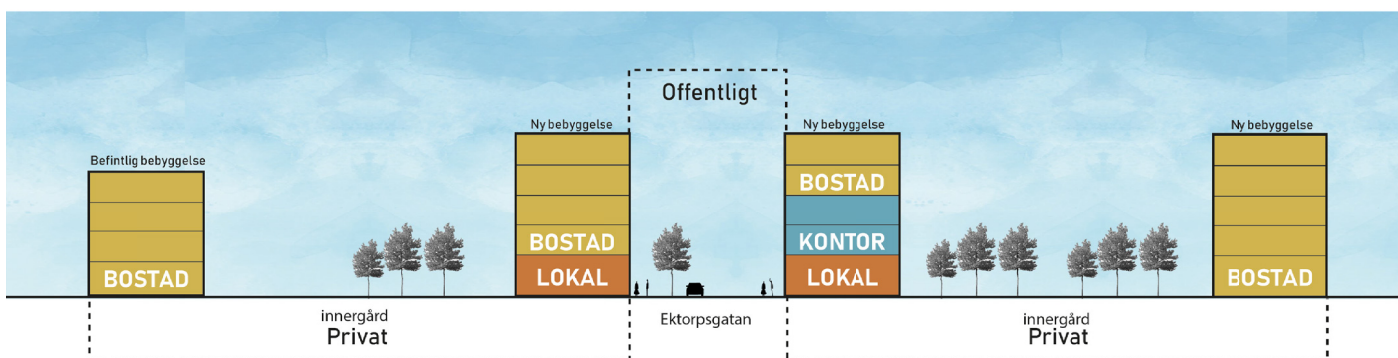 Offentligt
Befintlig bebyggelse
BOSTAD
Ny bebyggelse
BOSTAD
LOKAL
Ny bebyggelse
BOSTAD
KONTOR
LOKAL
Ny bebyggelse
BOSTAD
innergård
Privat
Ektorpsgatan
innergård
Privat